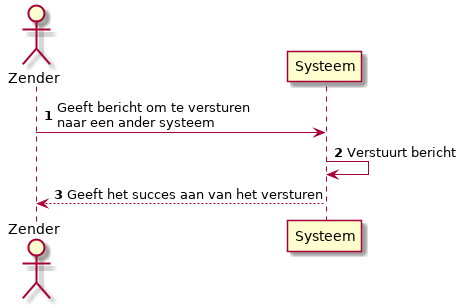 Zender
Systeem
1 Geeft bericht om te versturen
naar een ander systeem
2 Verstuurt bericht
3 Geeft het succes aan van het versturen
Zender
Systeem